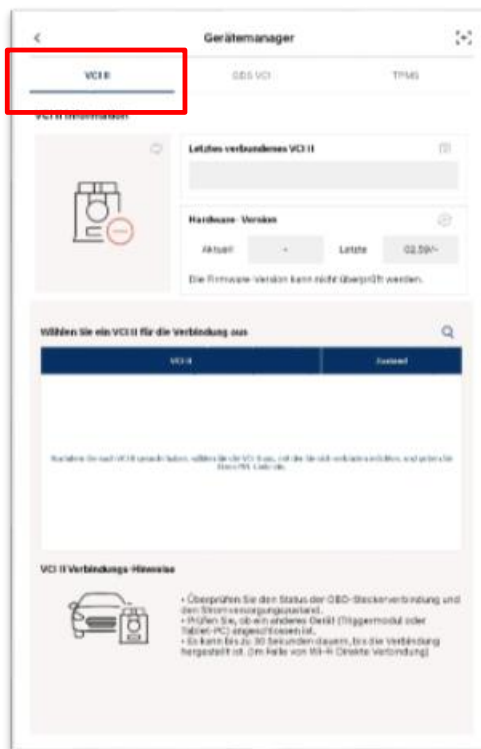 Gerätemanager
VCI II
GDS VCI
TPMS
VCI II Information
Letztes verbundenes VCI II
Hardware- Version
Aktuell - Letzte 02.59/-
Die Firmware-Version kann nicht überprüft werden.
Wählen Sie ein VCI II für die Verbindung aus
VCI II
Zustand
VCI II Verbindungs-Hinweise
• Überprüfen Sie den Status der OBD-Steckerverbindung und
den Stromversorgungszustand.
• Prüfen Sie, ob ein anderes Gerät (Triggermodul oder
Tablet-PC) angeschlossen ist.
• Es kann bis zu 30 Sekunden dauern, bis die Verbindung
hergestellt ist. (Im Falle von Wi-Fi Direkte Verbindung)